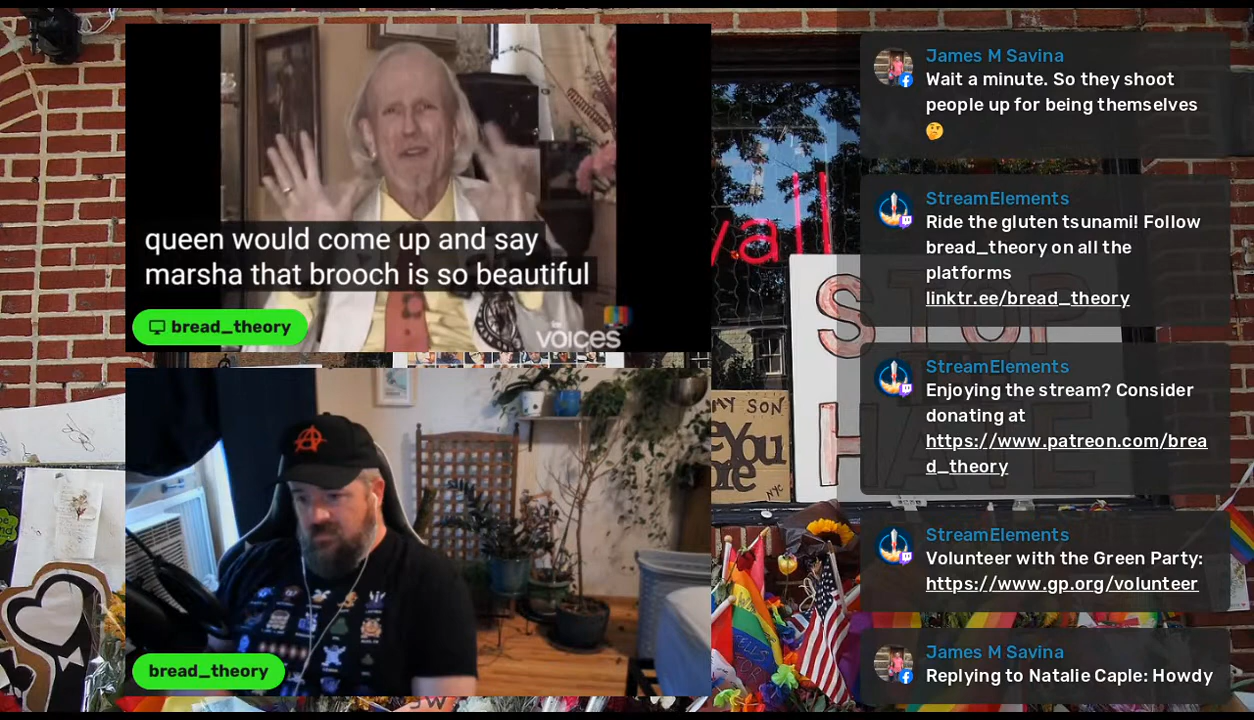 queen would come up and say
marsha that brooch is so beautiful
bread_theory
VOICES
bread_theory
James M Savina
Wait a minute. So they shoot
people up for being themselves
🤔
StreamElements
Ride the gluten tsunami! Follow
bread_theory on all the
platforms
linktr.ee/bread_theory
StreamElements
Enjoying the stream? Consider
donating at
https://www.patreon.com/brea
d_theory
StreamElements
Volunteer with the Green Party:
https://www.gp.org/volunteer
James M Savina
Replying to Natalie Caple: Howdy
STOP
HATE
MY SON
You
NYC